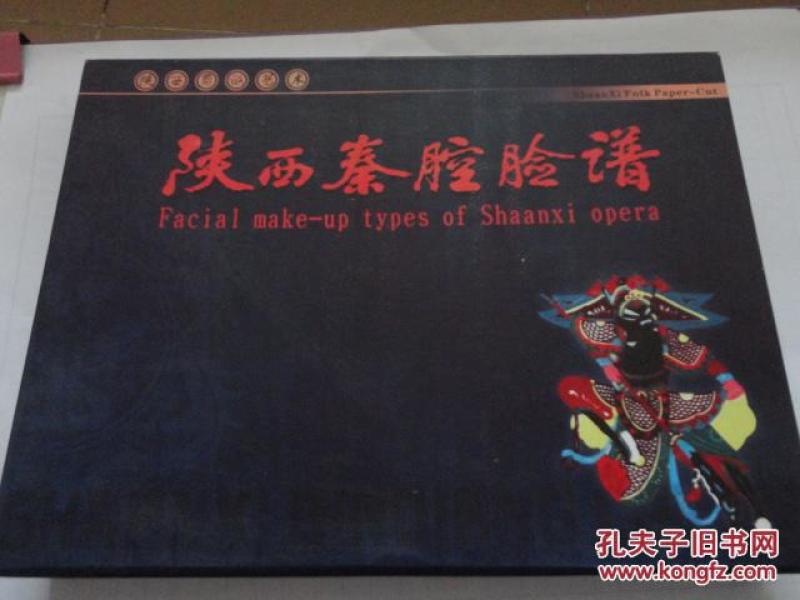 ShaanXi Folk Paper-Cut
陕西秦腔脸谱
Facial make-up types of Shaanxi opera
孔夫子旧书网
www.kongfz.com